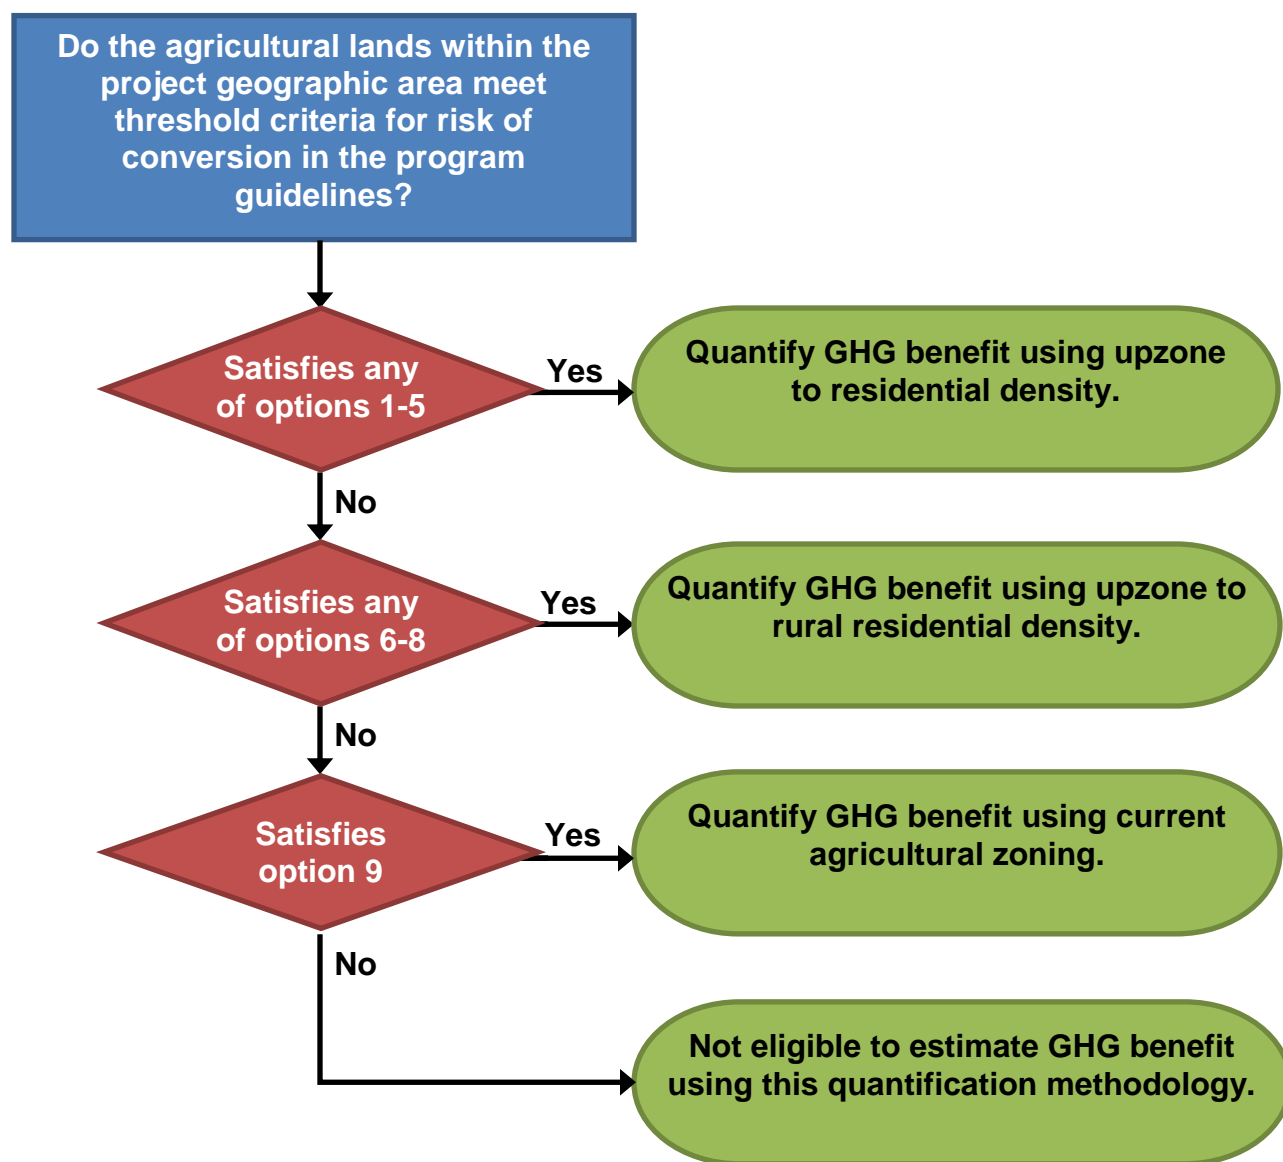 Do the agricultural lands within the
project geographic area meet
threshold criteria for risk of
conversion in the program
guidelines?
Satisfies any
of options 1-5
Yes
Quantify GHG benefit using upzone
to residential density.
No
Satisfies any
of options 6-8
Yes
Quantify GHG benefit using upzone to
rural residential density.
No
Satisfies
option 9
Yes
Quantify GHG benefit using current
agricultural zoning.
No
Not eligible to estimate GHG benefit
using this quantification methodology.